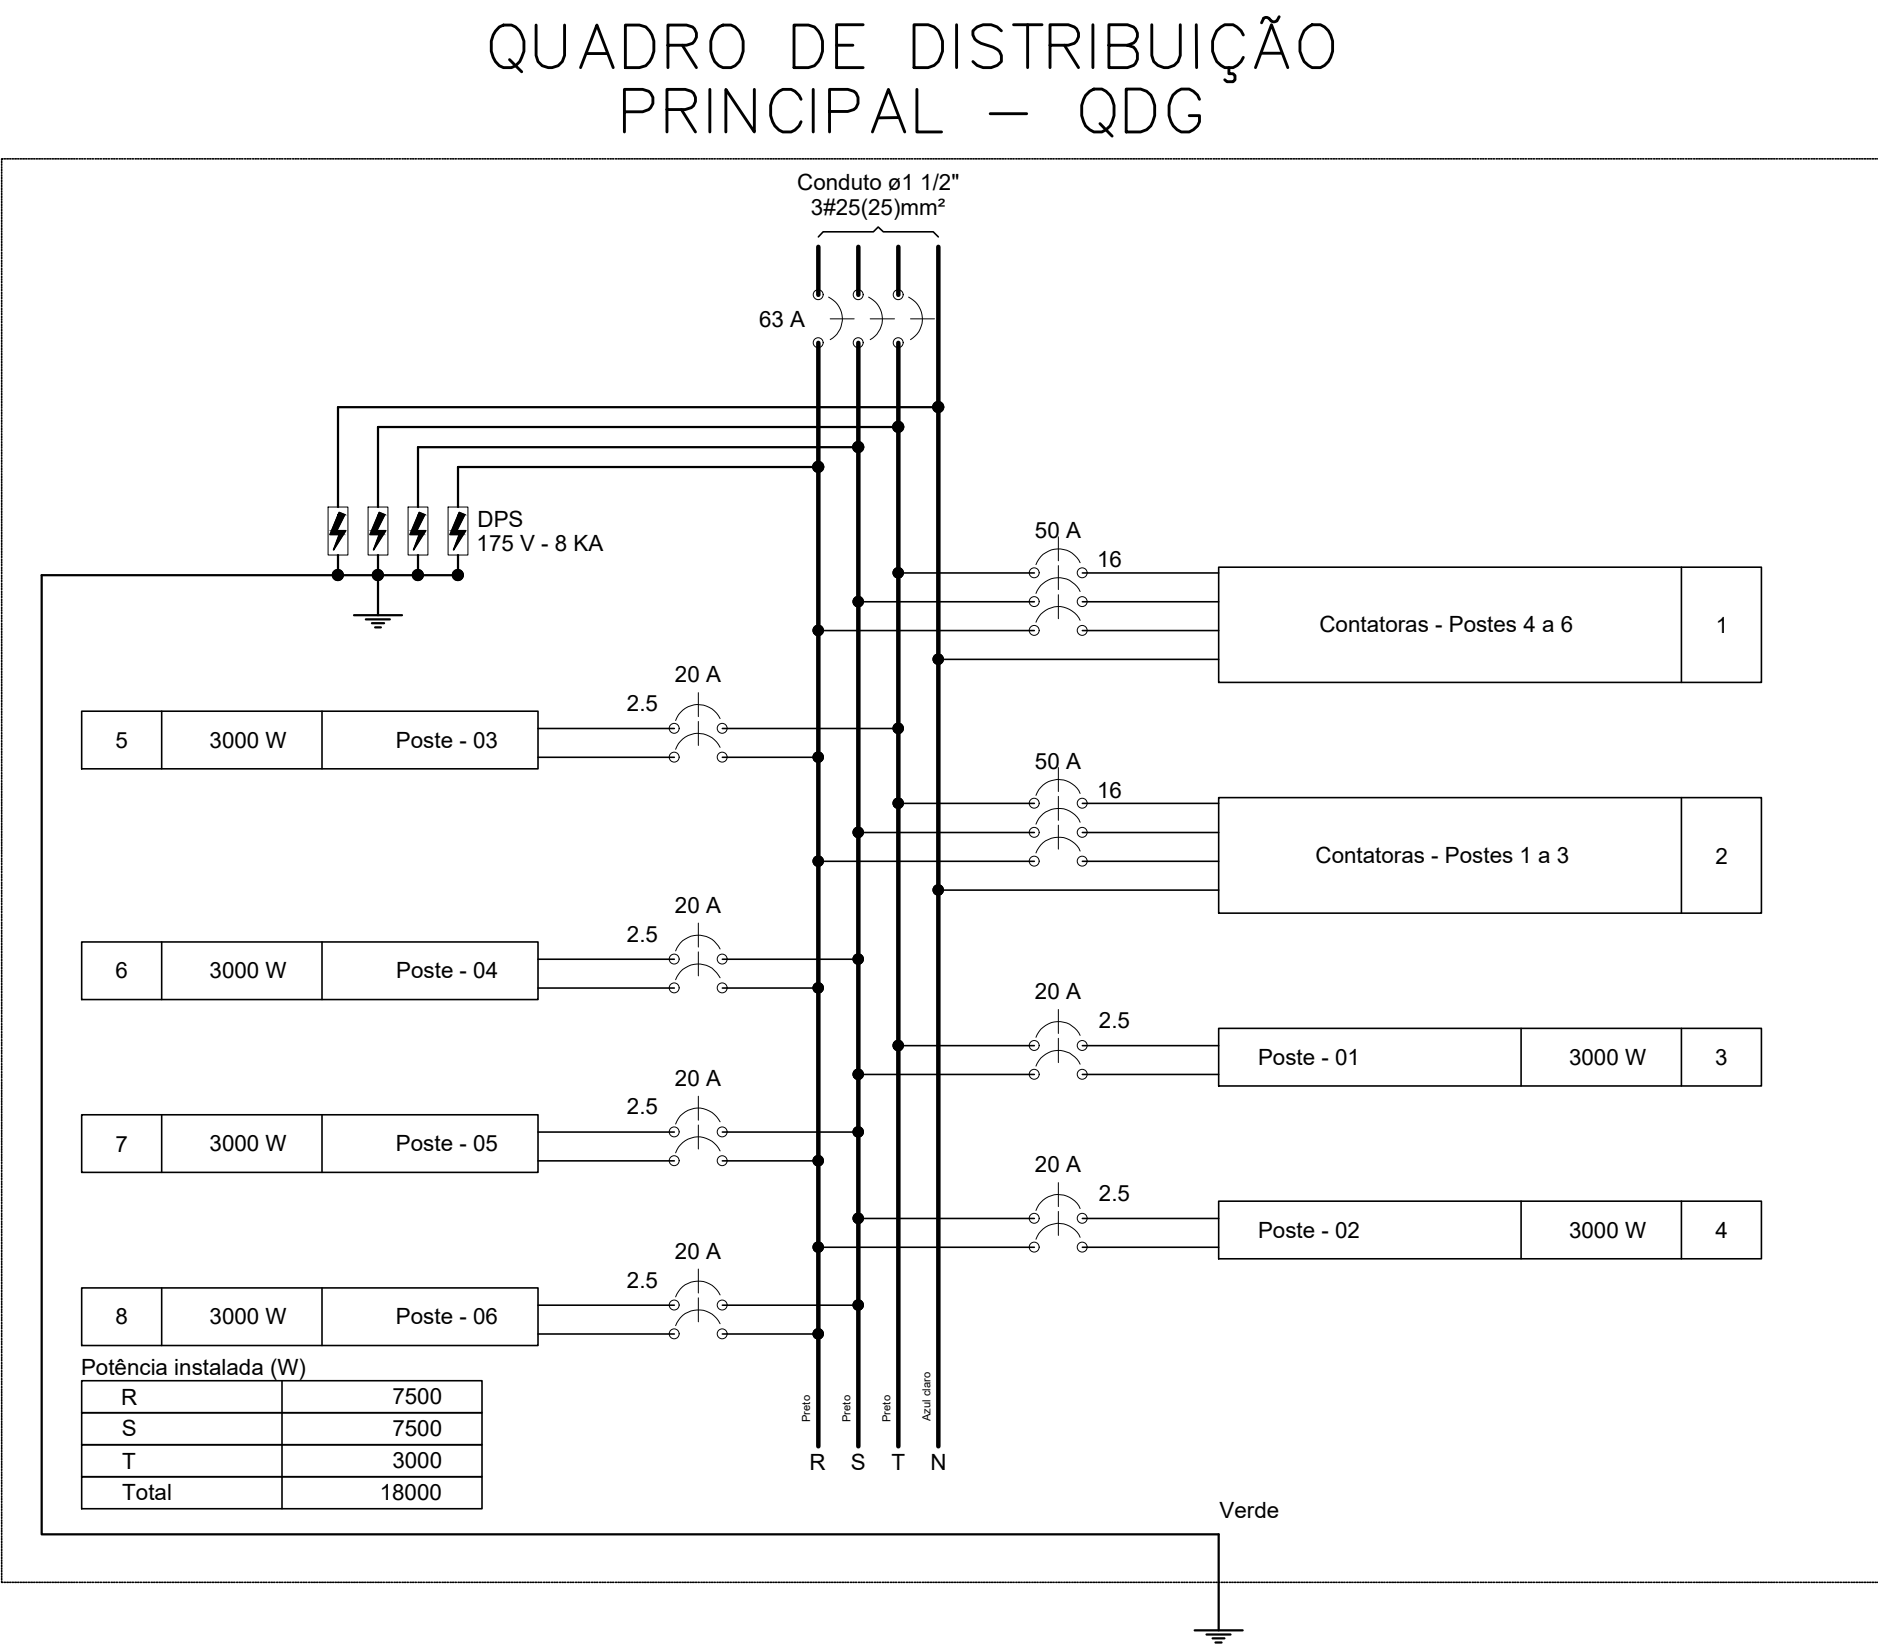 QUADRO DE DISTRIBUIÇÃO
PRINCIPAL - QDG
Conduto ø1 1/2"
3#25(25)mm²
63 A
DPS
175 V - 8 KA
50 A
16
Contatoras - Postes 4 a 6 1
20 A
2.5
5 3000 W Poste - 03
50 A
16
Contatoras - Postes 1 a 3 2
20 A
2.5
6 3000 W Poste - 04
20 A
2.5
Poste - 01 3000 W 3
20 A
2.5
7 3000 W Poste - 05
20 A
2.5
Poste - 02 3000 W 4
20 A
2.5
8 3000 W Poste - 06
Potência instalada (W)
R 7500
S 7500
T 3000
Total 18000
Preto
Preto
Preto
Azul claro
R S T N
Verde